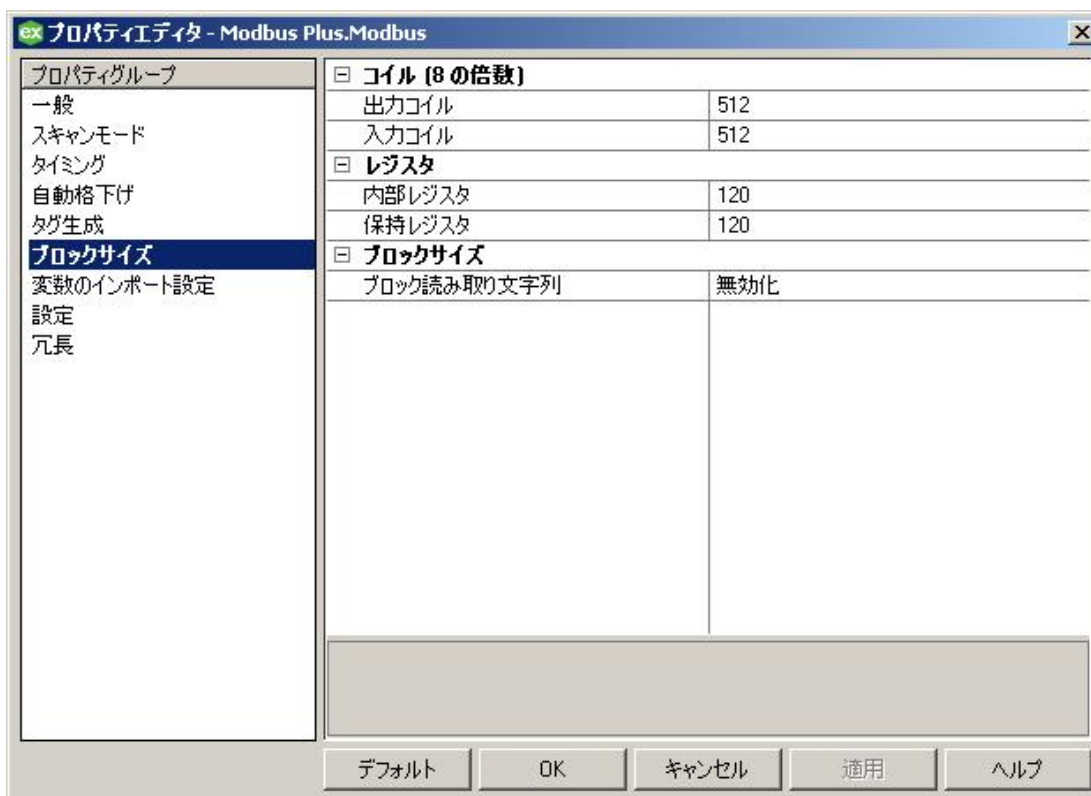 ex プロパティエディタ - Modbus Plus.Modbus
プロパティグループ
一般
スキャンモード
タイミング
自動格下げ
タグ生成
ブロックサイズ
変数のインポート設定
設定
冗長
コイル (8 の倍数)
出力コイル 512
入力コイル 512
レジスタ
内部レジスタ 120
保持レジスタ 120
ブロックサイズ
ブロック読み取り文字列 無効化
デフォルト OK キャンセル 適用 ヘルプ